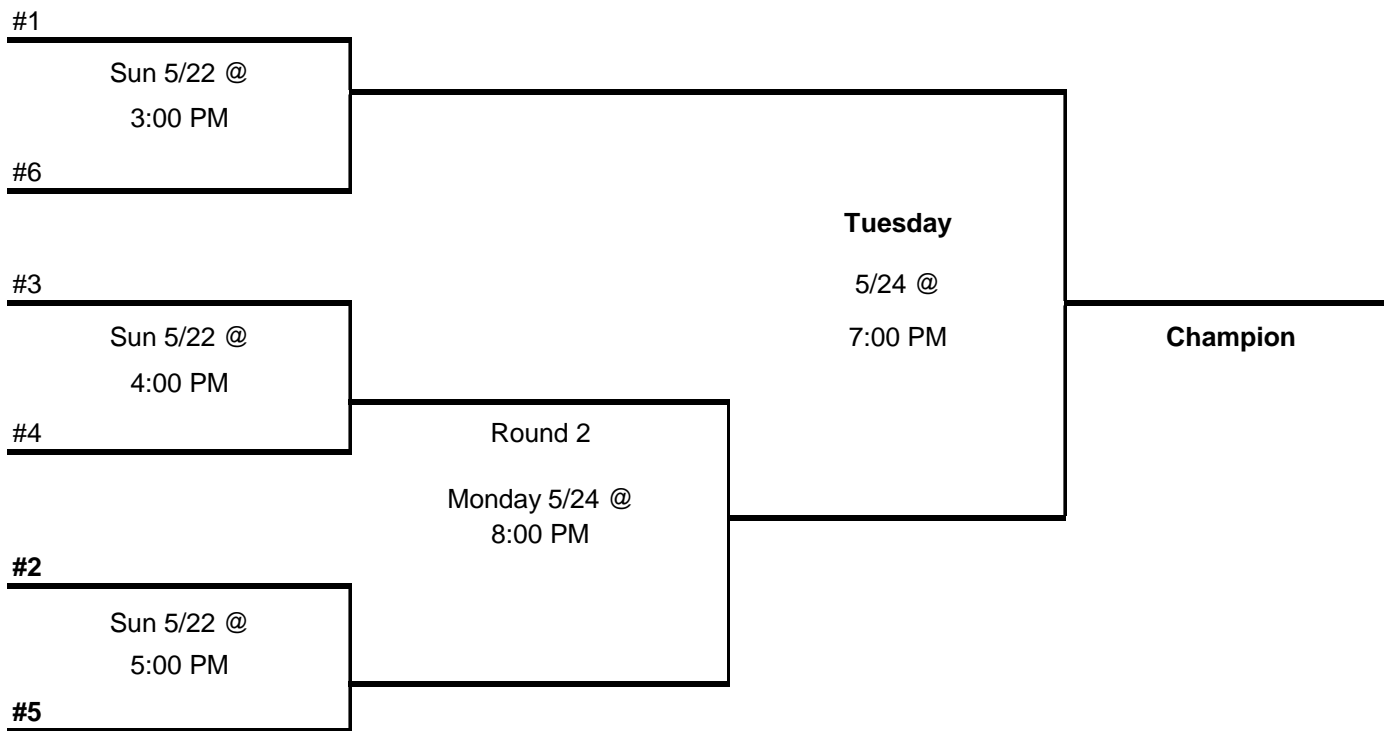 #1
Sun 5/22 @
3:00 PM
#6
Tuesday
#3
5/24 @
Sun 5/22 @
7:00 PM
Champion
4:00 PM
#4
Round 2
Monday 5/24 @
8:00 PM
#2
Sun 5/22 @
5:00 PM
#5